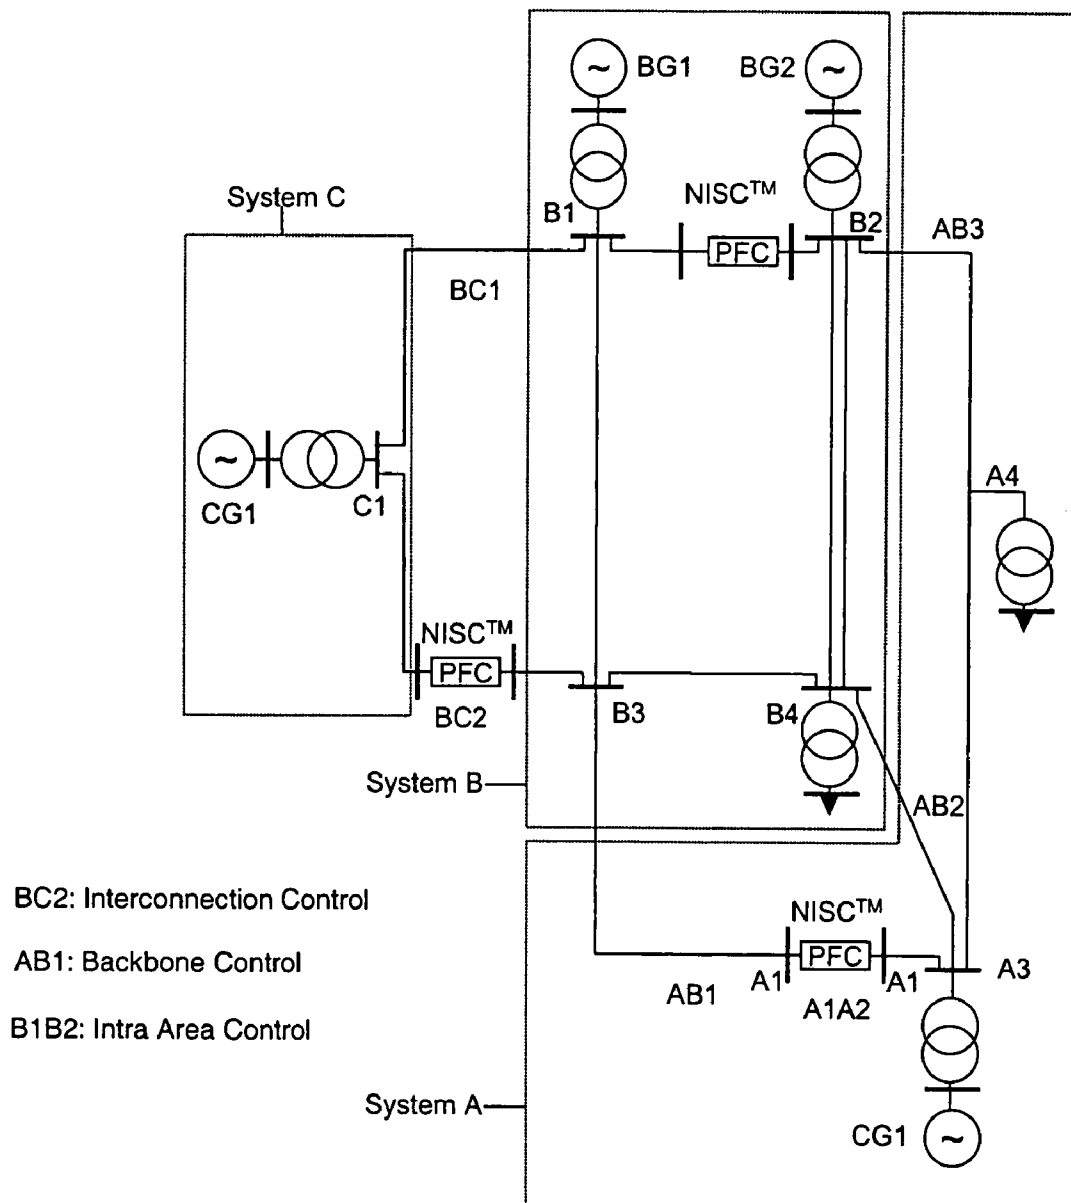 BG1
BG2
System C
NISC™
B1
B2
AB3
PFC
BC1
A4
C1
CG1
NISC™
PFC
BC2
B3
B4
System B
AB2
BC2: Interconnection Control
NISC™
AB1: Backbone Control
PFC
A1
A1
A3
AB1
A1A2
B1B2: Intra Area Control
System A
CG1